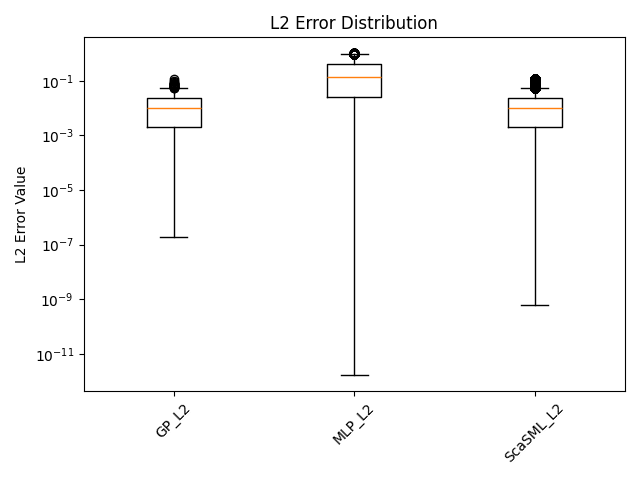 L2 Error Distribution
L2 Error Value
10⁻¹
10⁻³
10⁻⁵
10⁻⁷
10⁻⁹
10⁻¹¹
GP_L2
MLP_L2
ScaSML_L2